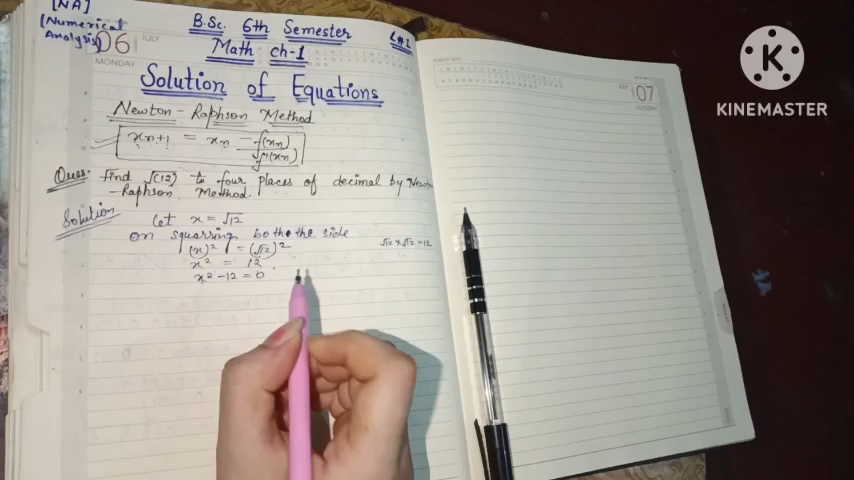 [NA]
[Numerical Analysis]
B.Sc. 6th Semester
Math ch-1
06 JULY
MONDAY
Solution of Equations
Newton-Raphson Method
xn+1 = xn - f(xn)
f'(xn)
Ques. Find √(12) to four places of decimal by Newton
-Raphson Method.
Solution
Let x = √12
on squarring both the side
(x)² = (√12)²
√12 x √12 = 12
x² = 12
x² - 12 = 0
07
TUESDAY
K
KINEMASTER